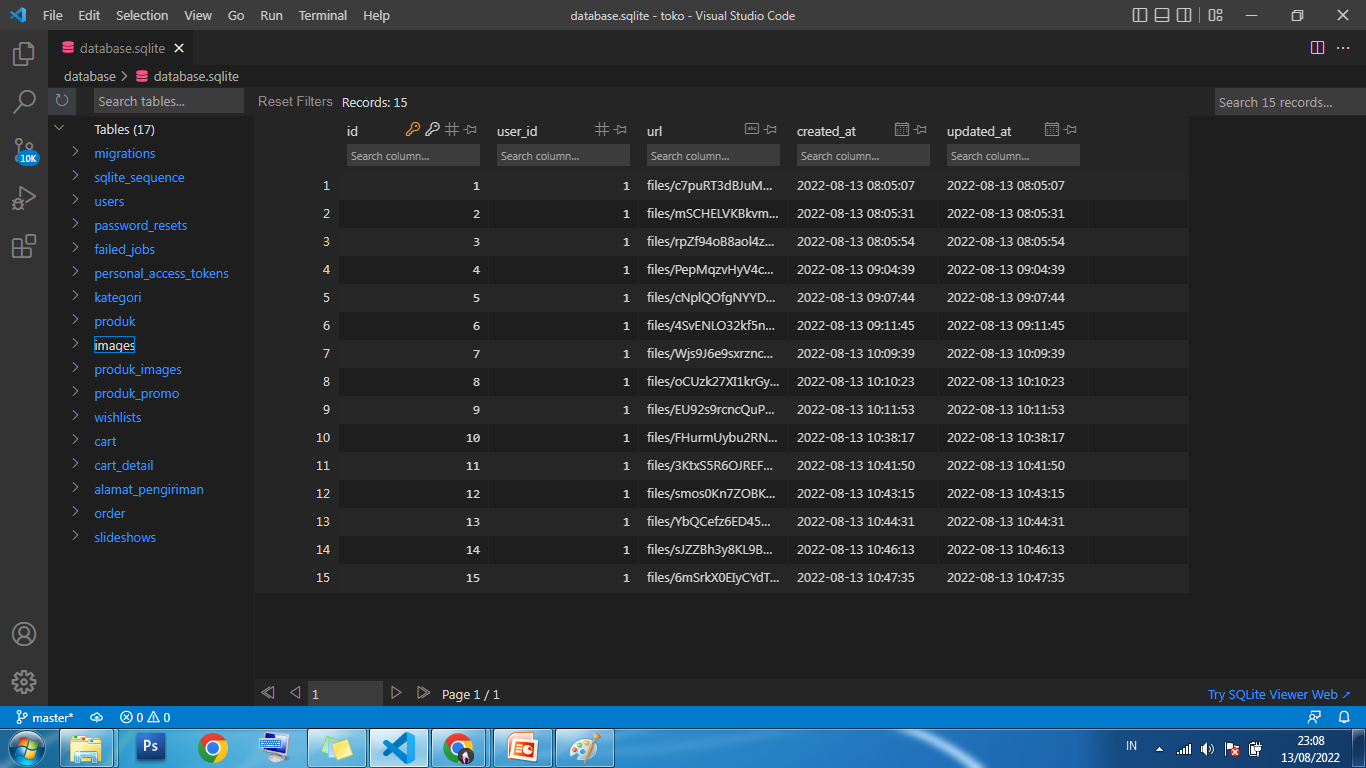 File Edit Selection View Go Run Terminal Help database.sqlite - toko - Visual Studio Code
database.sqlite
database > database.sqlite
Search tables... Reset Filters Records: 15 Search 15 records...
Tables (17)
migrations
sqlite_sequence
users
password_resets
failed_jobs
personal_access_tokens
kategori
produk
images
produk_images
produk_promo
wishlists
cart
cart_detail
alamat_pengiriman
order
slideshows
10K
id user_id url created_at updated_at
Search column... Search column... Search column... Search column... Search column...
1 1 1 files/c7puRT3dBJuM... 2022-08-13 08:05:07 2022-08-13 08:05:07
2 2 1 files/mSCHELVKBkvm... 2022-08-13 08:05:31 2022-08-13 08:05:31
3 3 1 files/rpZf94oB8aol4z... 2022-08-13 08:05:54 2022-08-13 08:05:54
4 4 1 files/PepMqzvHyV4c... 2022-08-13 09:04:39 2022-08-13 09:04:39
5 5 1 files/cNplQOfgNYYD... 2022-08-13 09:07:44 2022-08-13 09:07:44
6 6 1 files/4SvENLO32kf5n... 2022-08-13 09:11:45 2022-08-13 09:11:45
7 7 1 files/Wjs9J6e9sxrznc... 2022-08-13 10:09:39 2022-08-13 10:09:39
8 8 1 files/oCUzk27XI1krGy... 2022-08-13 10:10:23 2022-08-13 10:10:23
9 9 1 files/EU92s9rcncQuP... 2022-08-13 10:11:53 2022-08-13 10:11:53
10 10 1 files/FHurmUybu2RN... 2022-08-13 10:38:17 2022-08-13 10:38:17
11 11 1 files/3KtxS5R6OJREF... 2022-08-13 10:41:50 2022-08-13 10:41:50
12 12 1 files/smos0Kn7ZOBK... 2022-08-13 10:43:15 2022-08-13 10:43:15
13 13 1 files/YbQCefz6ED45... 2022-08-13 10:44:31 2022-08-13 10:44:31
14 14 1 files/sJZZBh3y8KL9B... 2022-08-13 10:46:13 2022-08-13 10:46:13
15 15 1 files/6mSrkX0EIyCYdT... 2022-08-13 10:47:35 2022-08-13 10:47:35
1 Page 1 / 1 Try SQLite Viewer Web
master* 0 0
Ps IN 23:08
13/08/2022